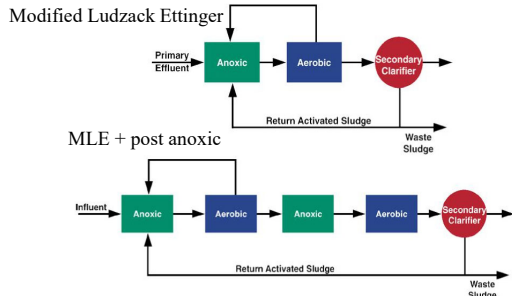 Modified Ludzack Ettinger
Primary
Effluent
Anoxic
Aerobic
Secondary
Clarifier
Return Activated Sludge
Waste
Sludge
MLE + post anoxic
Influent
Anoxic
Aerobic
Anoxic
Aerobic
Secondary
Clarifier
Return Activated Sludge
Waste
Sludge